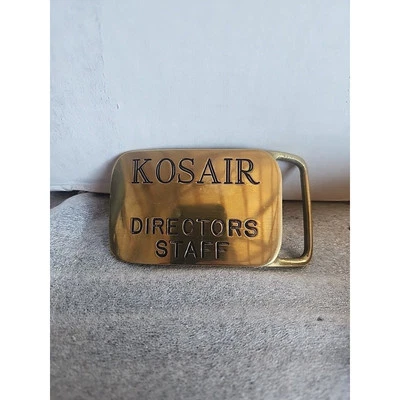 KOSAIR
DIRECTORS
STAFF